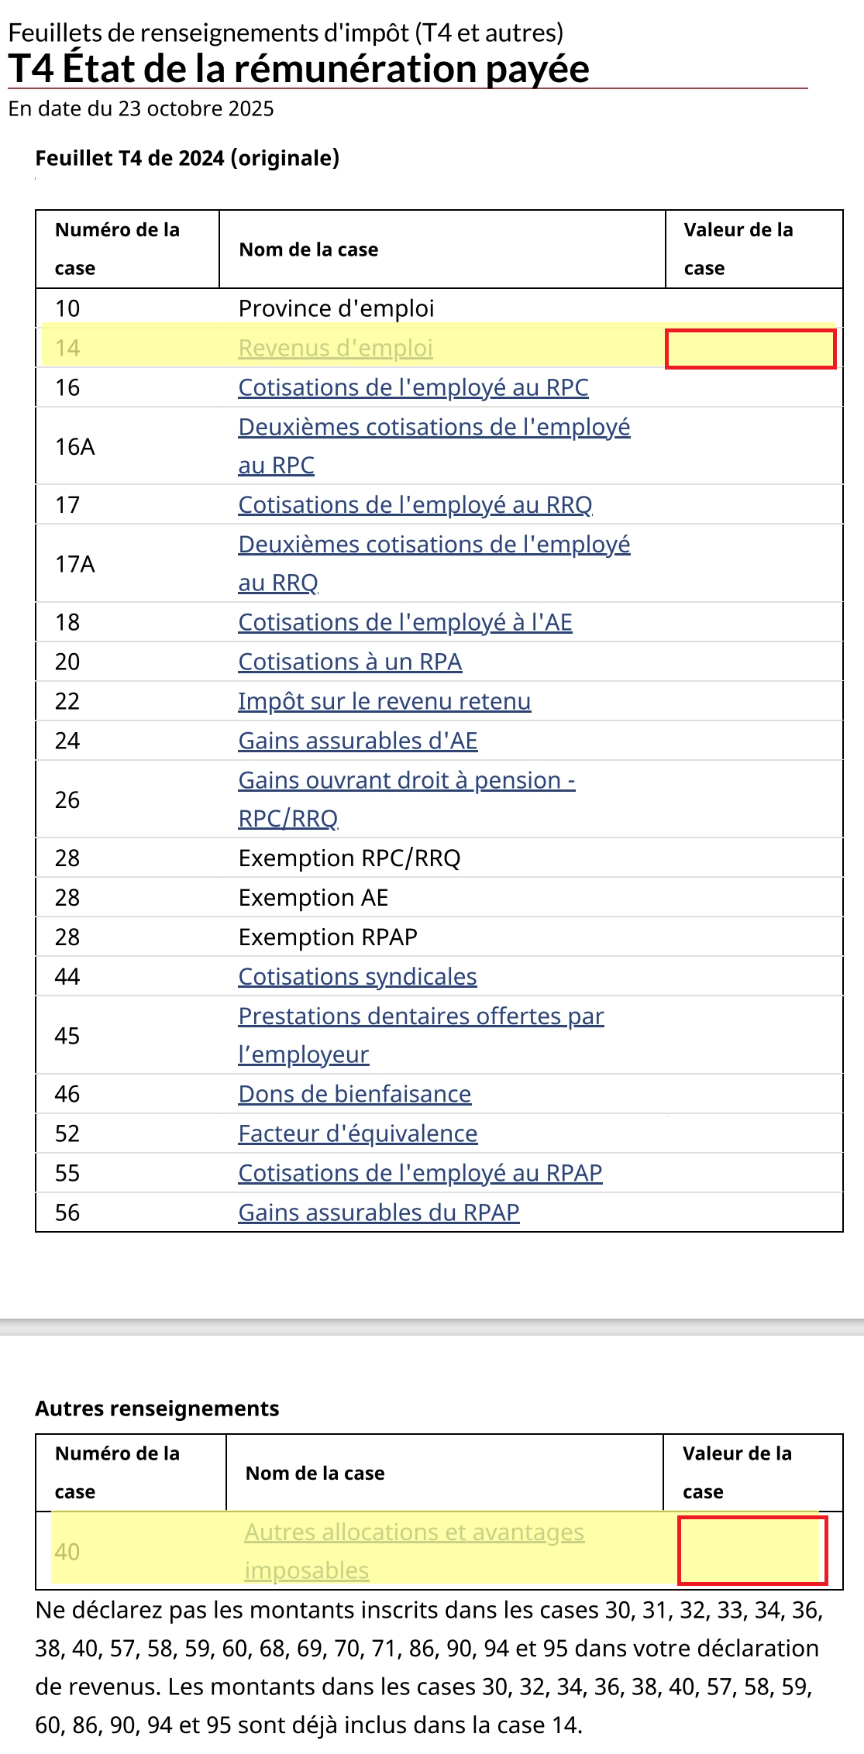 Feuillets de renseignements d'impôt (T4 et autres)
T4 État de la rémunération payée
En date du 23 octobre 2025
Feuillet T4 de 2024 (originale)
Numéro de la case Nom de la case Valeur de la case
10 Province d'emploi
14 Revenus d'emploi
16 Cotisations de l'employé au RPC
16A Deuxièmes cotisations de l'employé
au RPC
17 Cotisations de l'employé au RRQ
17A Deuxièmes cotisations de l'employé
au RRQ
18 Cotisations de l'employé à l'AE
20 Cotisations à un RPA
22 Impôt sur le revenu retenu
24 Gains assurables d'AE
26 Gains ouvrant droit à pension -
RPC/RRQ
28 Exemption RPC/RRQ
28 Exemption AE
28 Exemption RPAP
44 Cotisations syndicales
45 Prestations dentaires offertes par
l’employeur
46 Dons de bienfaisance
52 Facteur d'équivalence
55 Cotisations de l'employé au RPAP
56 Gains assurables du RPAP
Autres renseignements
Numéro de la case Nom de la case Valeur de la case
40 Autres allocations et avantages
imposables
Ne déclarez pas les montants inscrits dans les cases 30, 31, 32, 33, 34, 36,
38, 40, 57, 58, 59, 60, 68, 69, 70, 71, 86, 90, 94 et 95 dans votre déclaration
de revenus. Les montants dans les cases 30, 32, 34, 36, 38, 40, 57, 58, 59,
60, 86, 90, 94 et 95 sont déjà inclus dans la case 14.